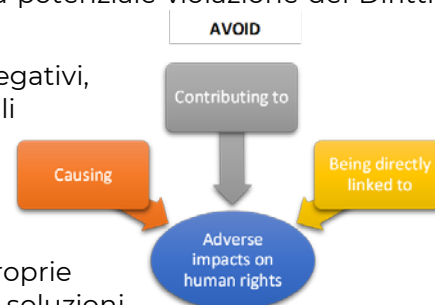 potenziale violazione dei Diritti
AVOID
egativi,
li
Contributing to
Causing
Being directly
linked to
Adverse
impacts on
human rights
roprie
soluzioni